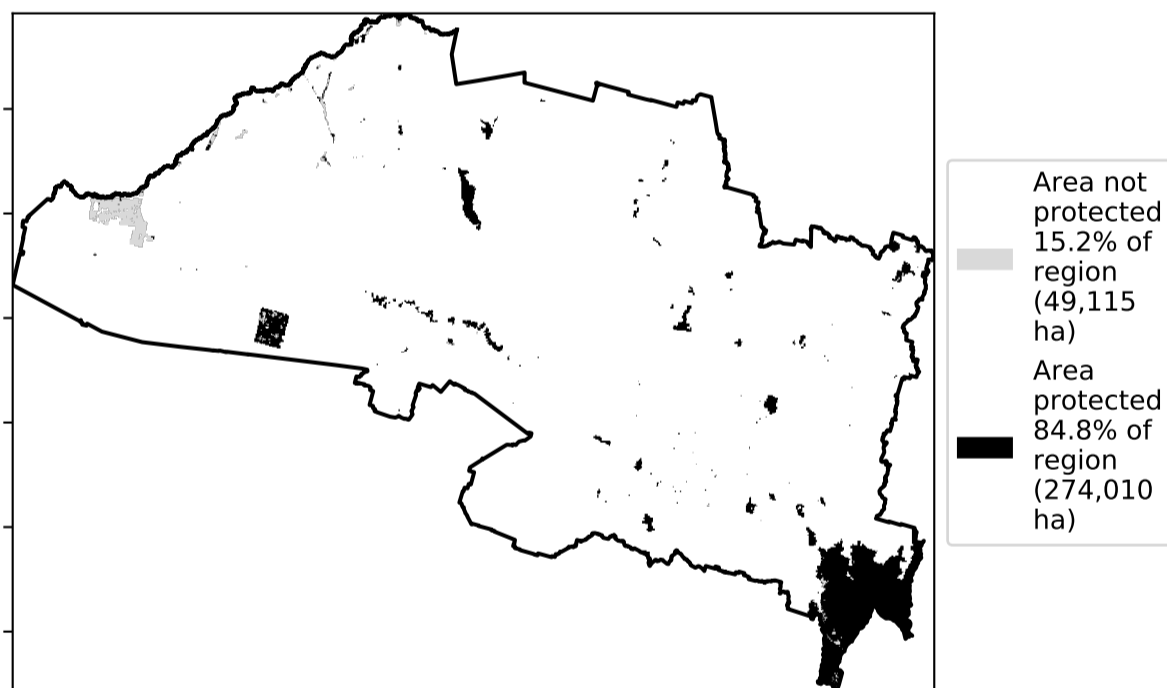 Area not
protected
15.2% of
region
(49,115
ha)
Area
protected
84.8% of
region
(274,010
ha)